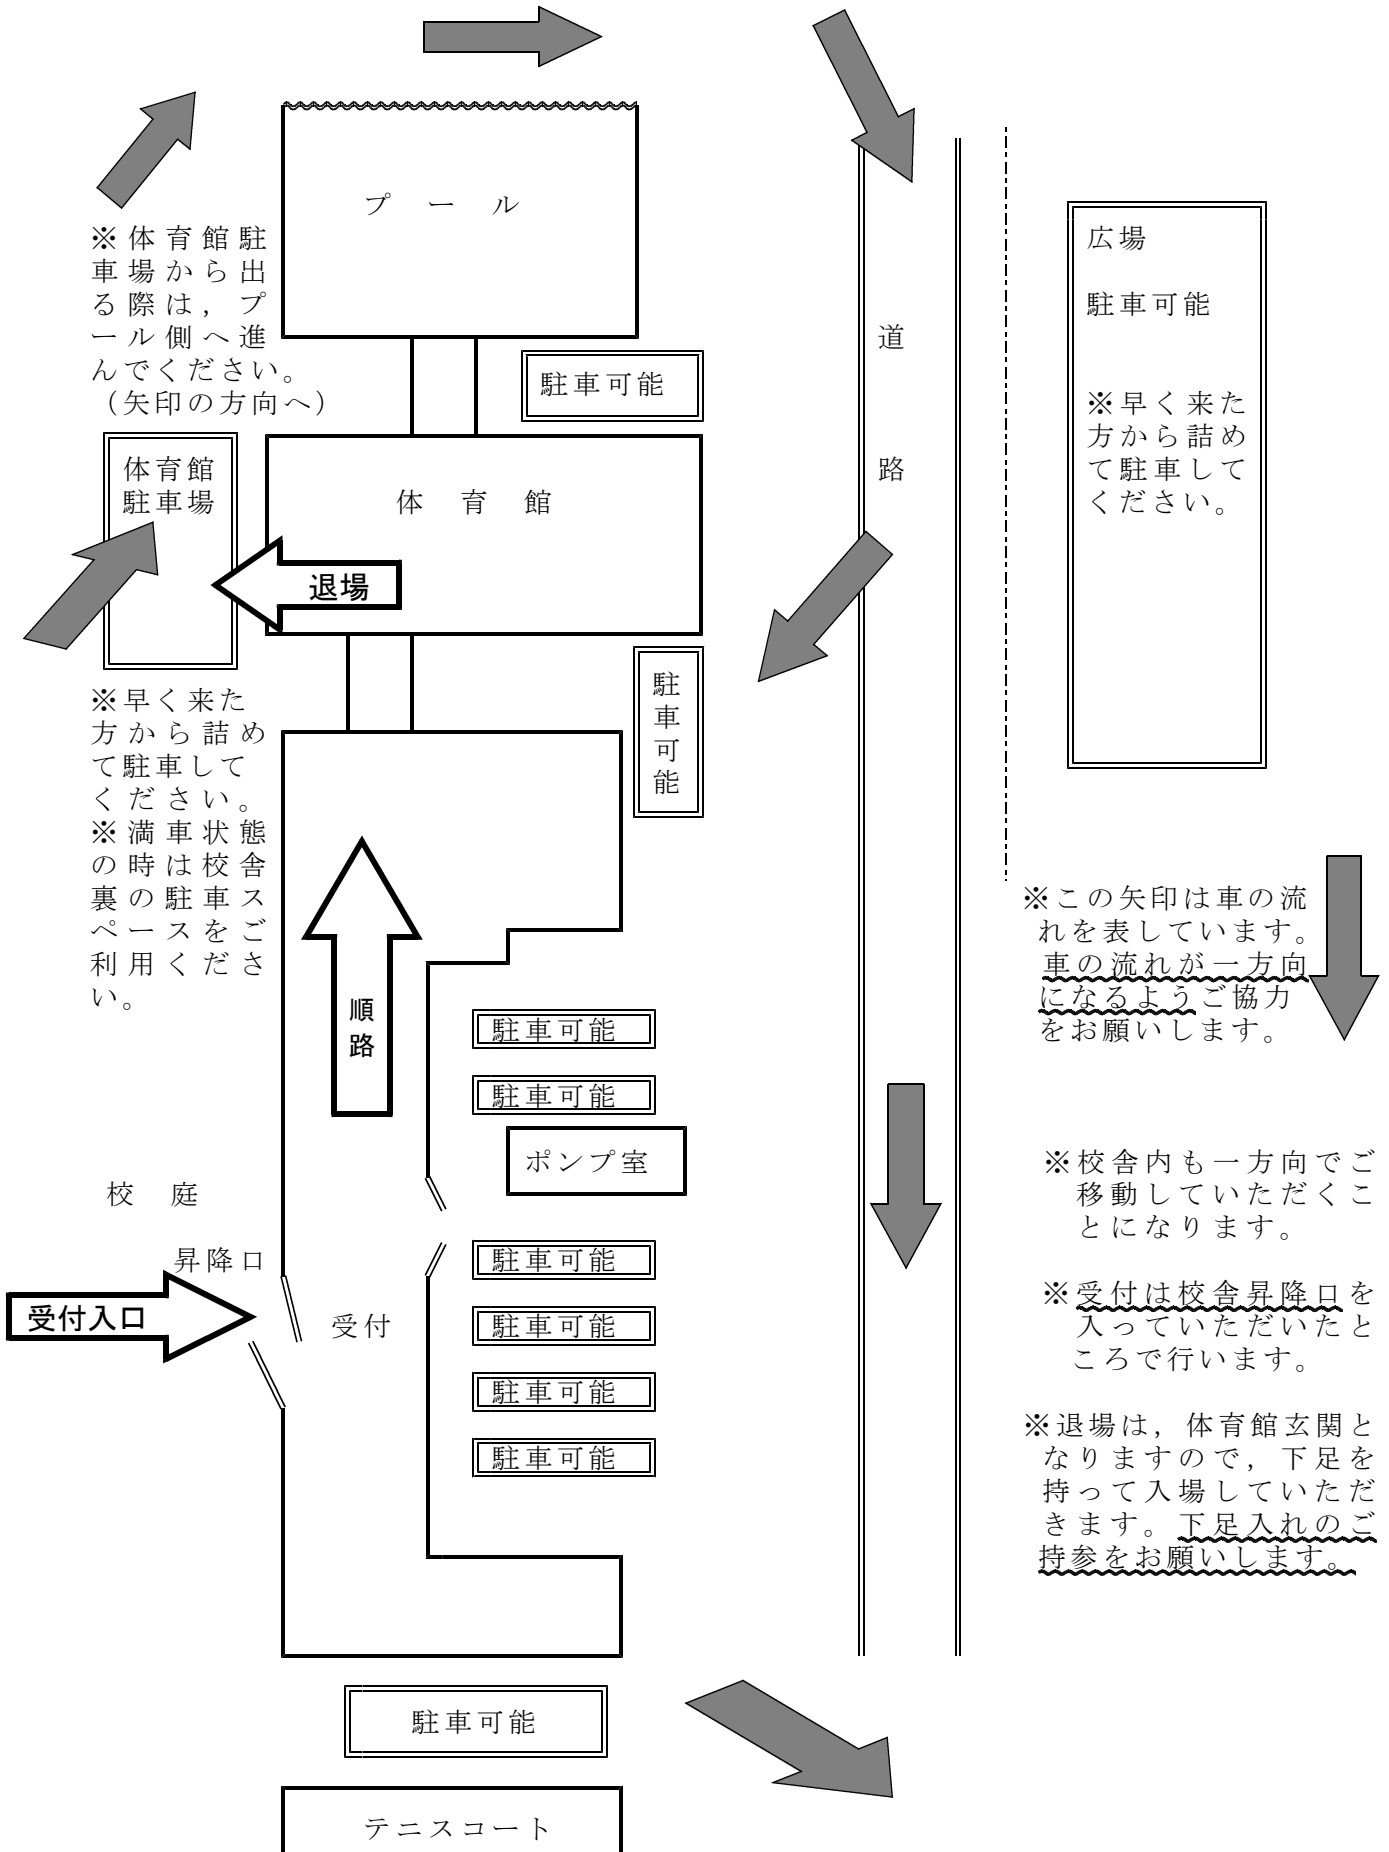 プール
※体育館駐
車場から出
る際は，プ
ール側へ進
んでください。
（矢印の方向へ）
駐車可能
道
路
広場
駐車可能
※早く来た
方から詰め
て駐車して
ください。
体育館
駐車場
体育館
退場
駐
車
可
能
※早く来た
方から詰め
て駐車して
ください。
※満車状態
の時は校舎
裏の駐車ス
ペースをご
利用くださ
い。
順
路
※この矢印は車の流
れを表しています。
車の流れが一方向
になるようご協力
をお願いします。
駐車可能
駐車可能
ポンプ室
校庭
昇降口
受付入口
受付
駐車可能
駐車可能
駐車可能
駐車可能
※校舎内も一方向でご
移動していただくこ
とになります。
※受付は校舎昇降口を
入っていただいたと
ころで行います。
※退場は，体育館玄関と
なりますので，下足を
持って入場していただ
きます。下足入れのご
持参をお願いします。
駐車可能
テニスコート